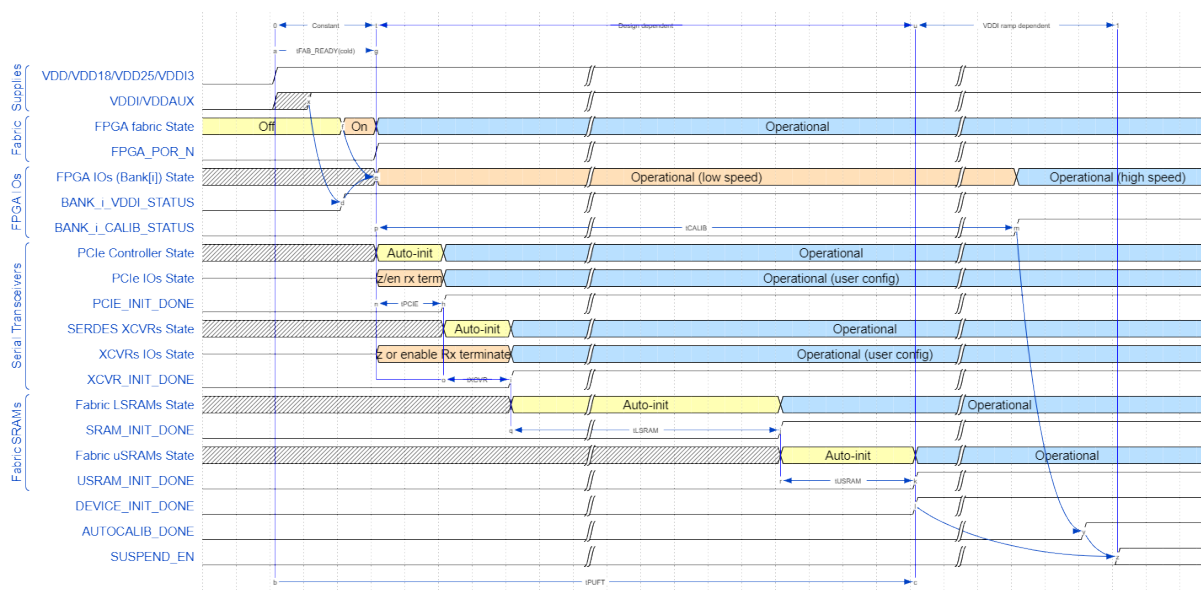 0 Constant t Design dependent u VDDI ramp dependent 1
tFAB_READY(cold)
Supplies
VDD/VDD18/VDD25/VDDI3
VDDI/VDDAUX
Fabric
FPGA fabric State Off On Operational
FPGA_POR_N
FPGA IOs
FPGA IOs (Bank[i]) State Operational (low speed) Operational (high speed)
BANK_i_VDDI_STATUS d
BANK_i_CALIB_STATUS p tCALIB m
Serial Transceivers
PCIe Controller State Auto-init Operational
PCIe IOs State z/en rx term Operational (user config)
PCIE_INIT_DONE n tPCIE h
SERDES XCVRs State Auto-init Operational
XCVRs IOs State z or enable Rx terminate Operational (user config)
XCVR_INIT_DONE o tXCVR
Fabric SRAMs
Fabric LSRAMs State Auto-init Operational
SRAM_INIT_DONE q tLSRAM
Fabric uSRAMs State Auto-init Operational
USRAM_INIT_DONE r tUSRAM k
DEVICE_INIT_DONE
AUTOCALIB_DONE
SUSPEND_EN
b tPUFT c